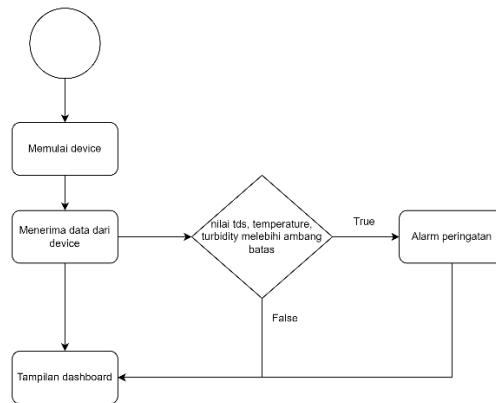 Memulai device
Menerima data dari
device
nilai tds, temperature,
turbidity melebihi ambang
batas
True
Alarm peringatan
False
Tampilan dashboard